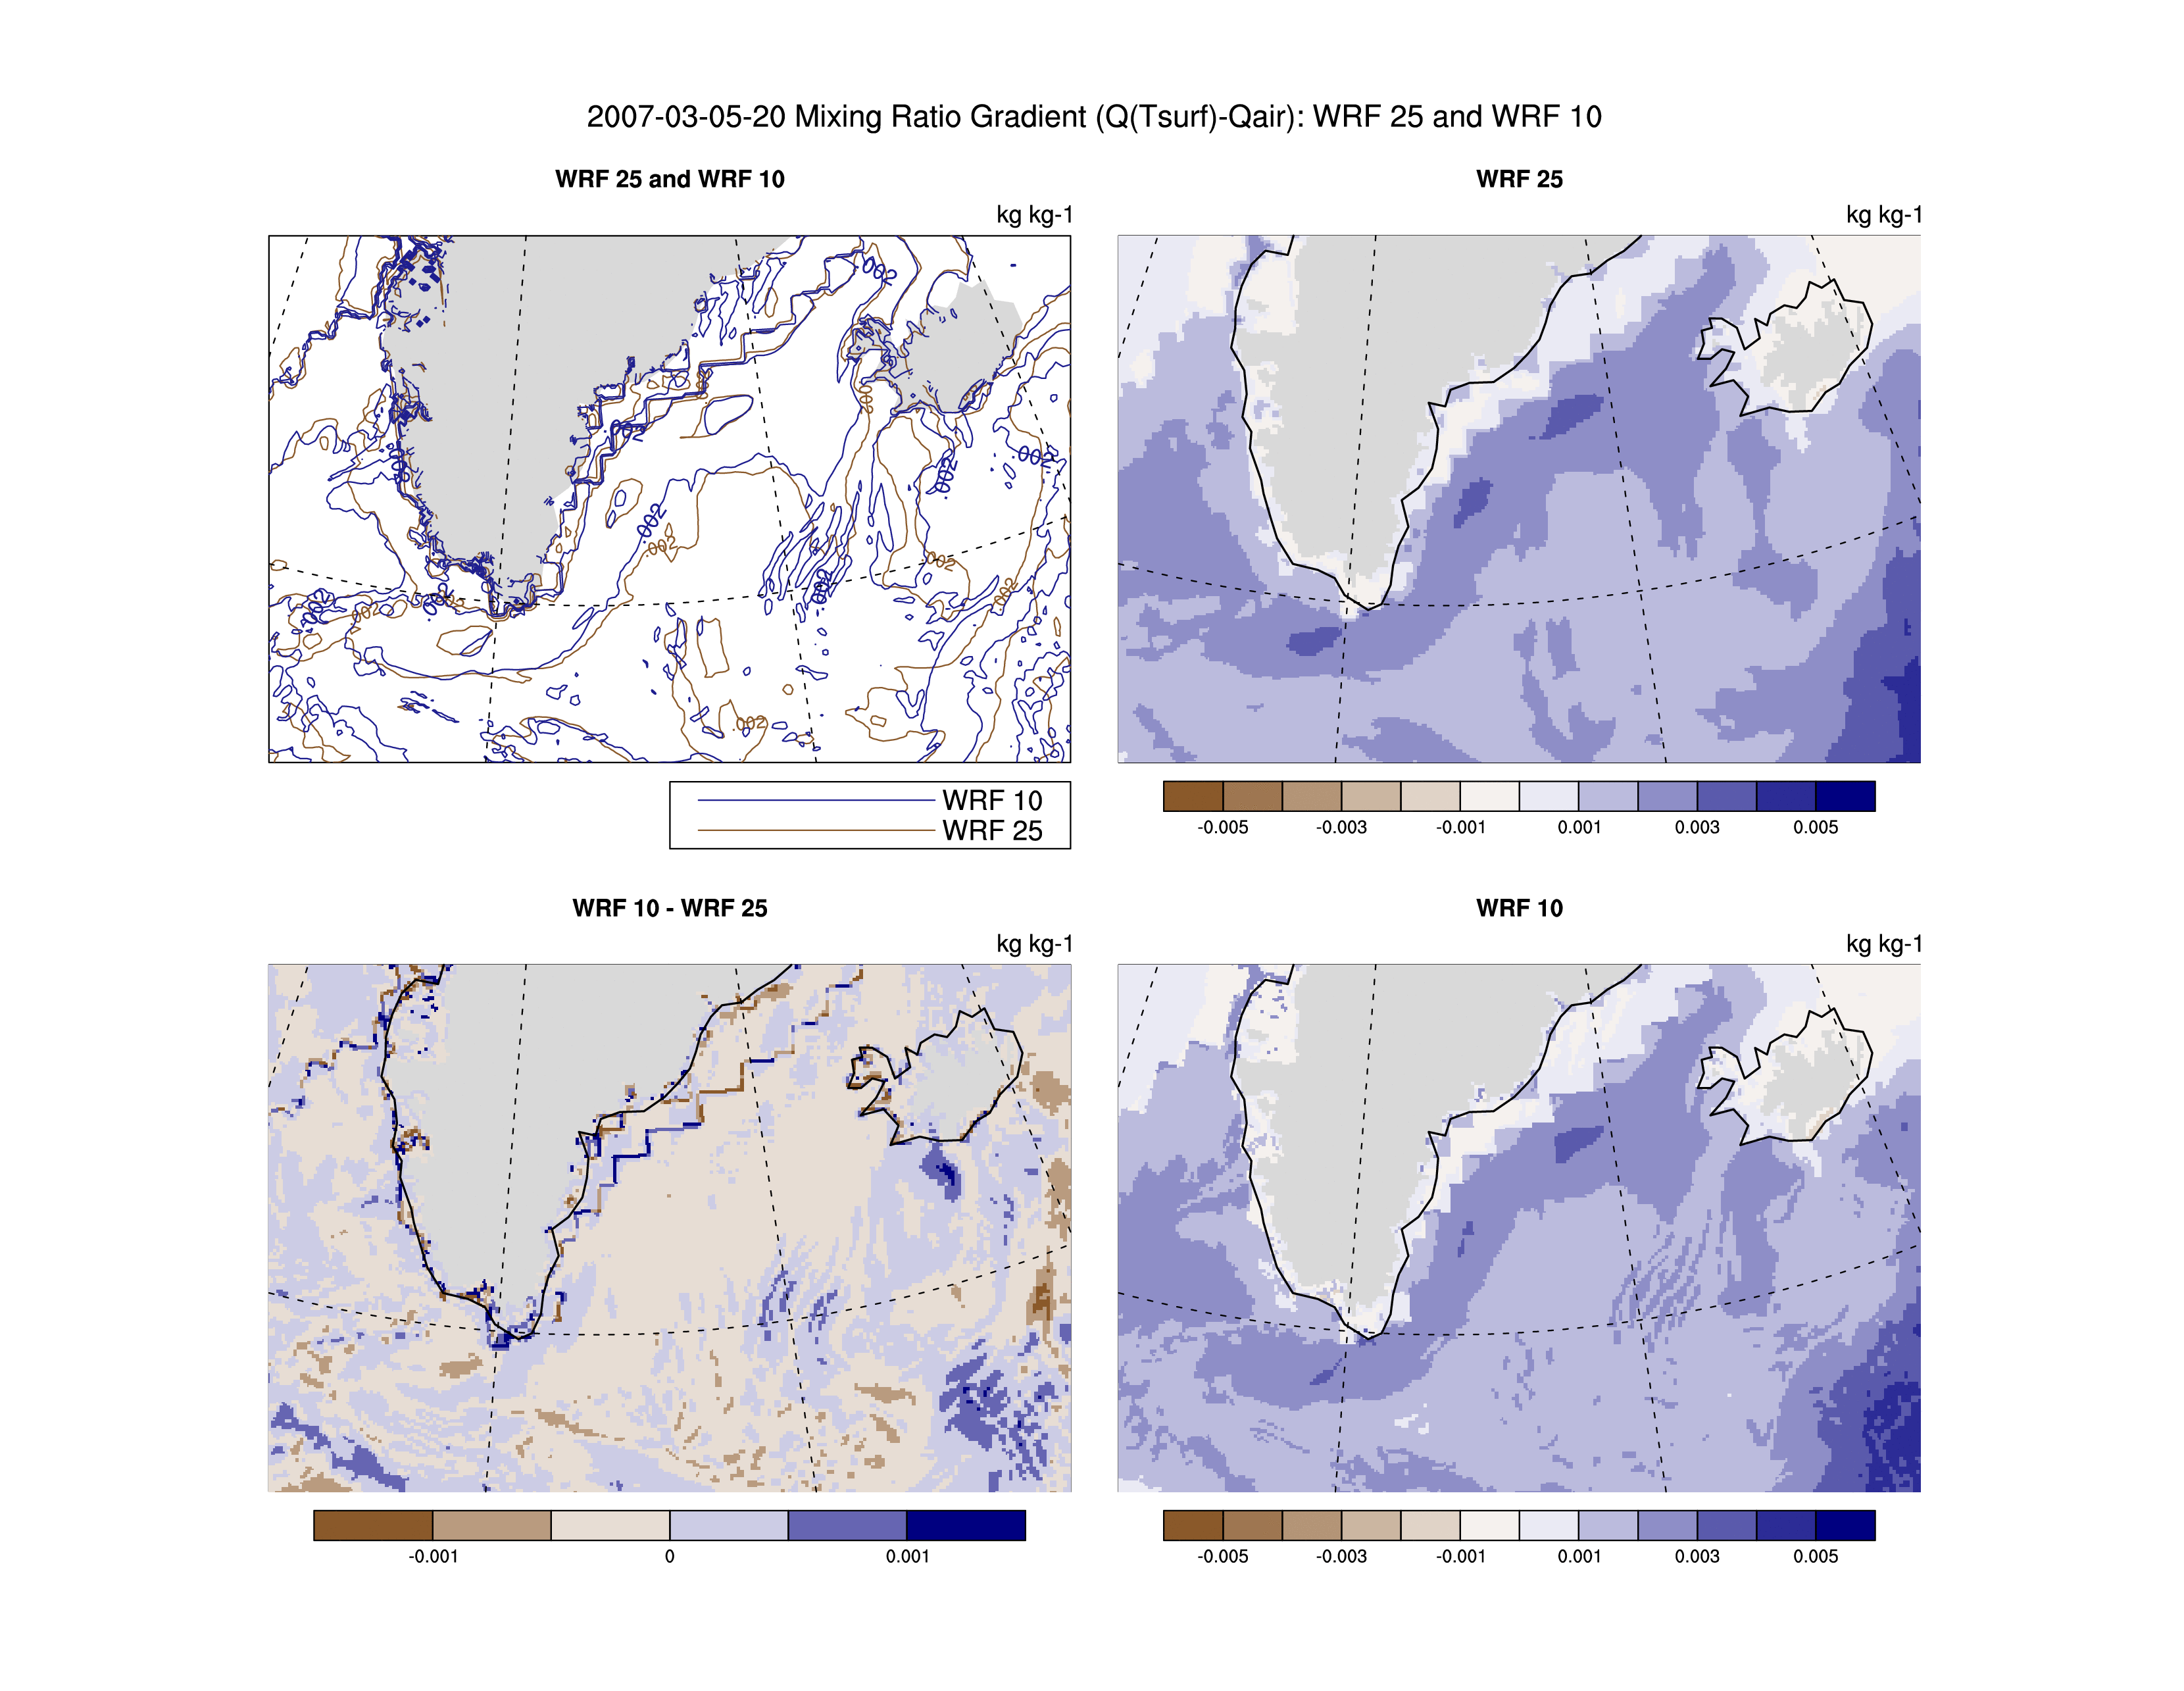 2007-03-05-20 Mixing Ratio Gradient (Q(Tsurf)-Qair): WRF 25 and WRF 10
WRF 25 and WRF 10
kg kg-1
.002
.002
.002
.002
.002
.002
.002
.002
.002
.002
.002
.002
.002
WRF 10
WRF 25
WRF 25
kg kg-1
-0.005 -0.003 -0.001 0.001 0.003 0.005
WRF 10 - WRF 25
kg kg-1
-0.001 0 0.001
WRF 10
kg kg-1
-0.005 -0.003 -0.001 0.001 0.003 0.005